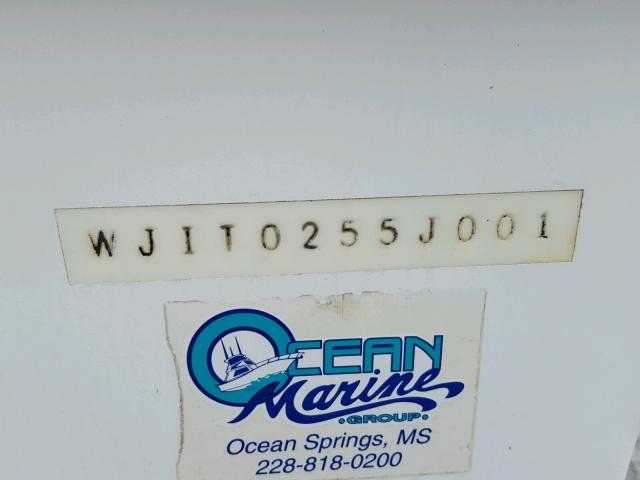 WJIT0255J001
OCEAN
Marine
•GROUP•
Ocean Springs, MS
228-818-0200